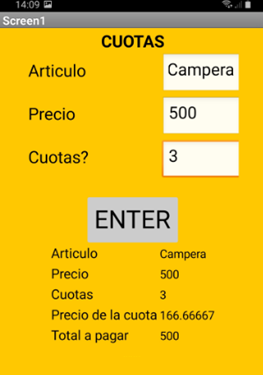 14:09
Screen1
CUOTAS
Articulo Campera
Precio 500
Cuotas? 3
ENTER
Articulo Campera
Precio 500
Cuotas 3
Precio de la cuota 166.66667
Total a pagar 500